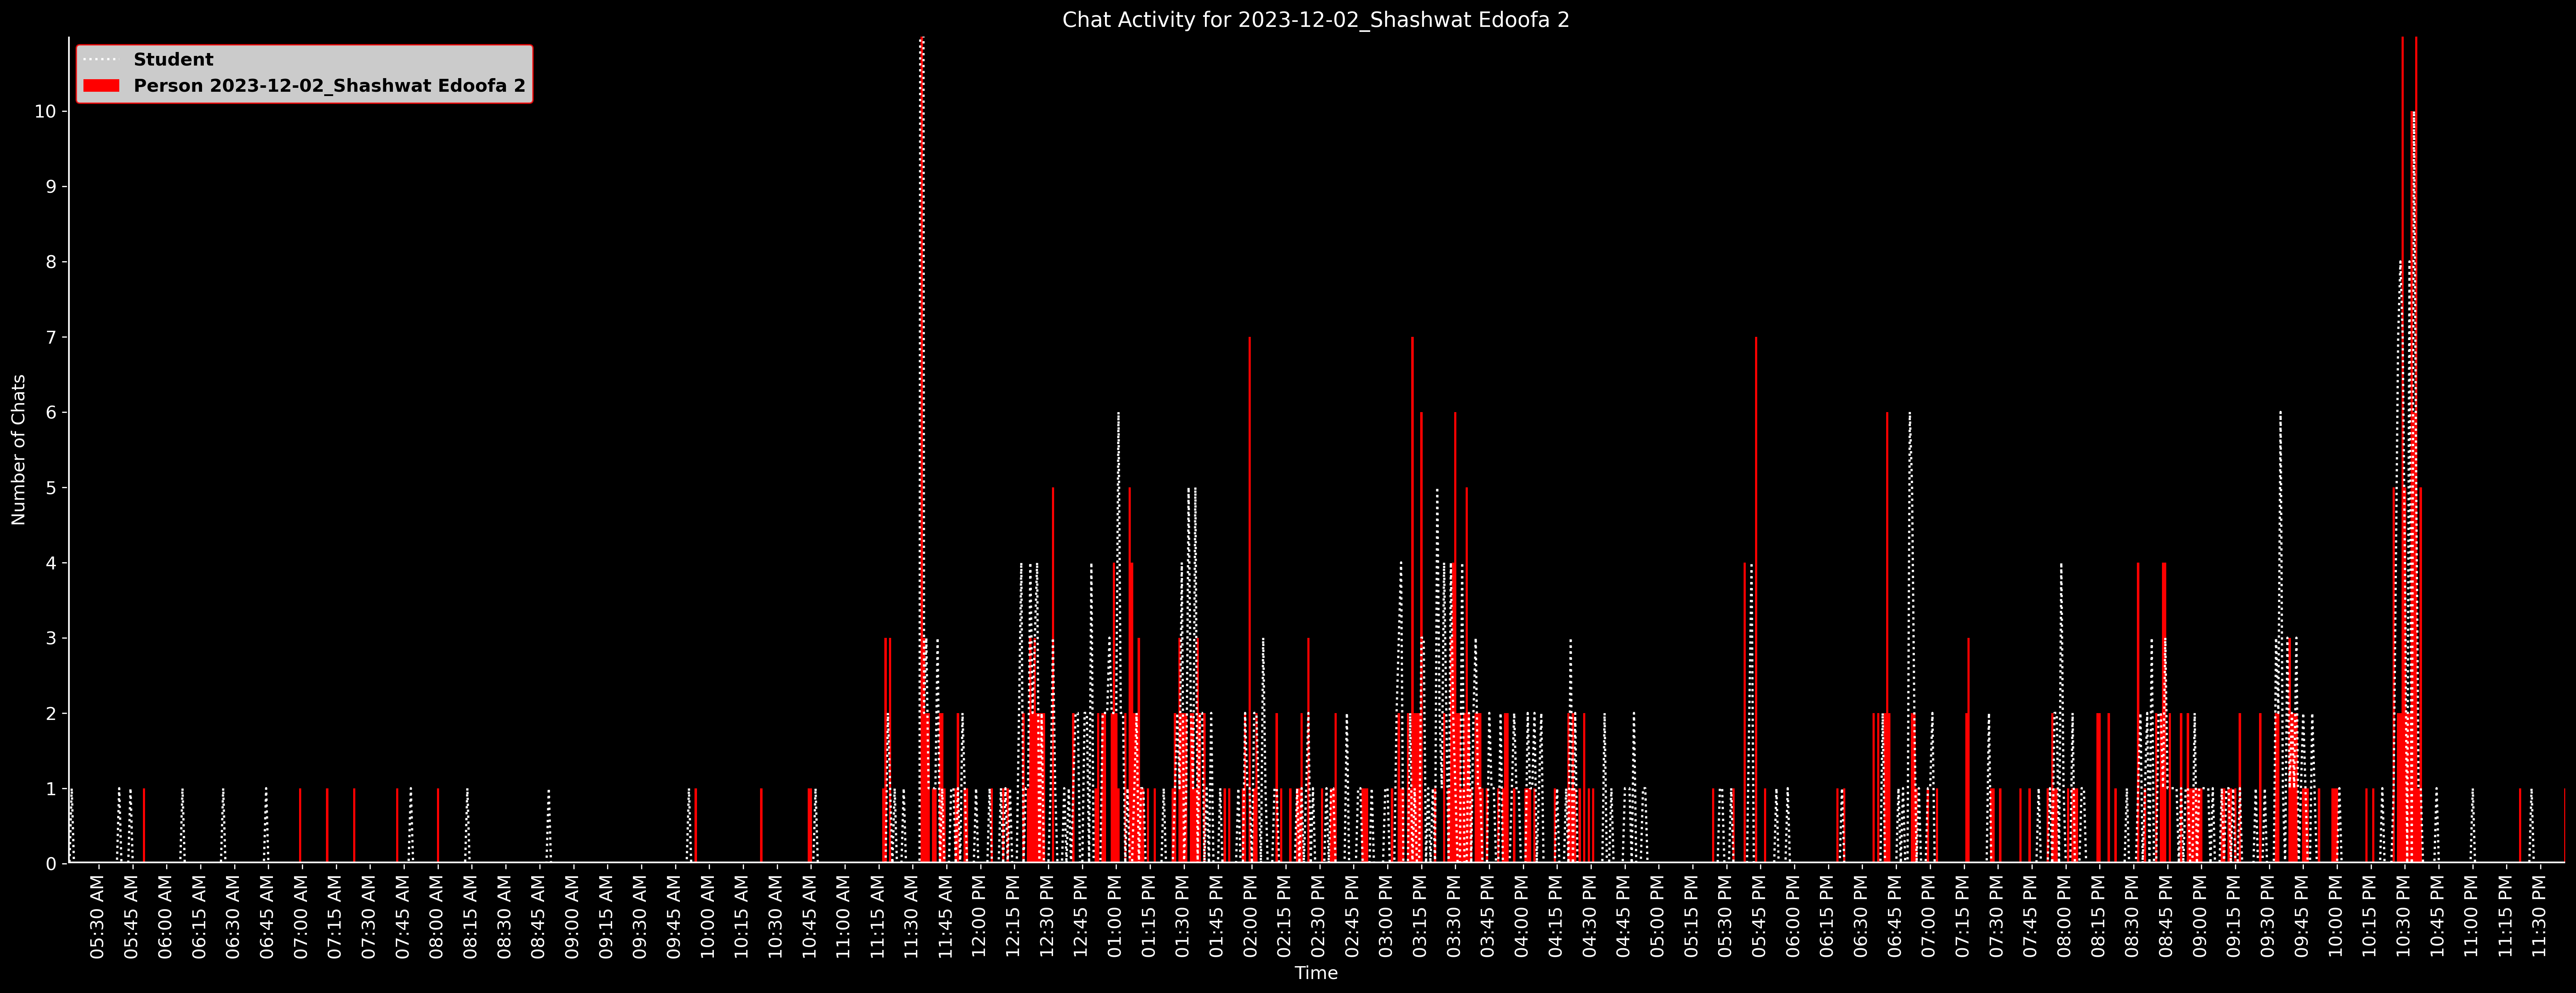 Chat Activity for 2023-12-02_Shashwat Edoofa 2
Student
Person 2023-12-02_Shashwat Edoofa 2
Number of Chats
10
9
8
7
6
5
4
3
2
1
0
05:30 AM
05:45 AM
06:00 AM
06:15 AM
06:30 AM
06:45 AM
07:00 AM
07:15 AM
07:30 AM
07:45 AM
08:00 AM
08:15 AM
08:30 AM
08:45 AM
09:00 AM
09:15 AM
09:30 AM
09:45 AM
10:00 AM
10:15 AM
10:30 AM
10:45 AM
11:00 AM
11:15 AM
11:30 AM
11:45 AM
12:00 PM
12:15 PM
12:30 PM
12:45 PM
01:00 PM
01:15 PM
01:30 PM
01:45 PM
02:00 PM
02:15 PM
02:30 PM
02:45 PM
03:00 PM
03:15 PM
03:30 PM
03:45 PM
04:00 PM
04:15 PM
04:30 PM
04:45 PM
05:00 PM
05:15 PM
05:30 PM
05:45 PM
06:00 PM
06:15 PM
06:30 PM
06:45 PM
07:00 PM
07:15 PM
07:30 PM
07:45 PM
08:00 PM
08:15 PM
08:30 PM
08:45 PM
09:00 PM
09:15 PM
09:30 PM
09:45 PM
10:00 PM
10:15 PM
10:30 PM
10:45 PM
11:00 PM
11:15 PM
11:30 PM
Time